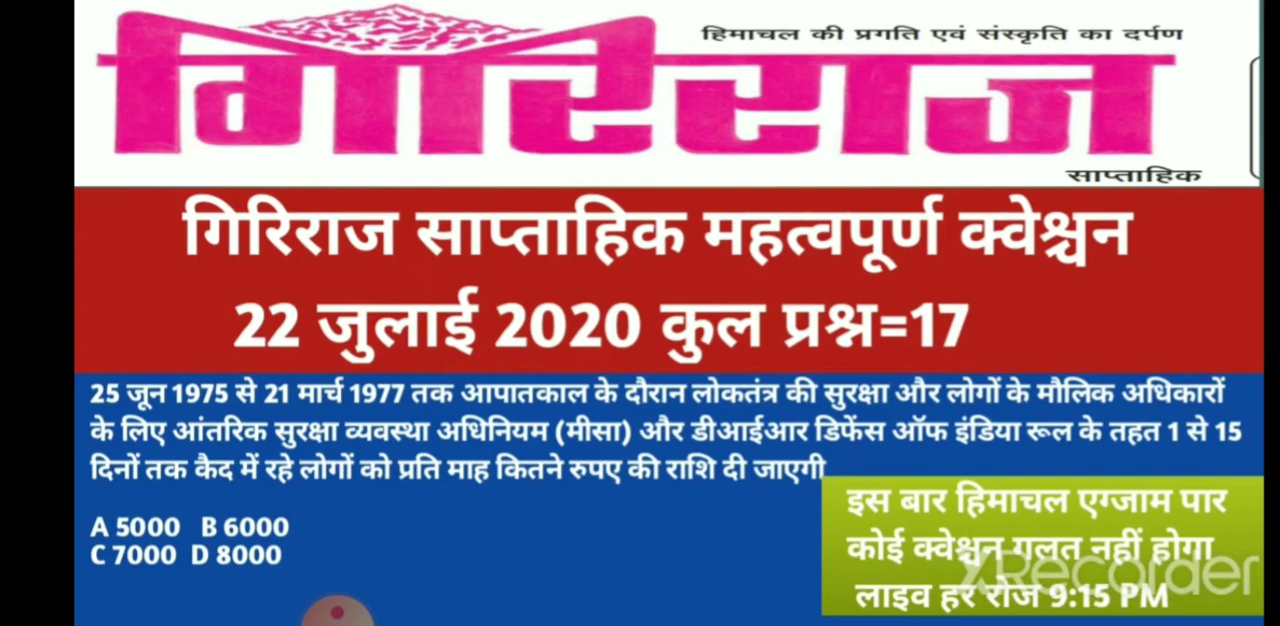 हिमाचल की प्रगति एवं संस्कृति का दर्पण
गिरिराज
साप्ताहिक
गिरिराज साप्ताहिक महत्वपूर्ण क्वेश्चन
22 जुलाई 2020 कुल प्रश्न=17
25 जून 1975 से 21 मार्च 1977 तक आपातकाल के दौरान लोकतंत्र की सुरक्षा और लोगों के मौलिक अधिकारों
के लिए आंतरिक सुरक्षा व्यवस्था अधिनियम (मीसा) और डीआईआर डिफेंस ऑफ इंडिया रूल के तहत 1 से 15
दिनों तक कैद में रहे लोगों को प्रति माह कितने रुपए की राशि दी जाएगी
A 5000 B 6000
C 7000 D 8000
इस बार हिमाचल एग्जाम पार
कोई क्वेश्चन गलत नहीं होगा
लाइव हर रोज 9:15 PM
XRecorder